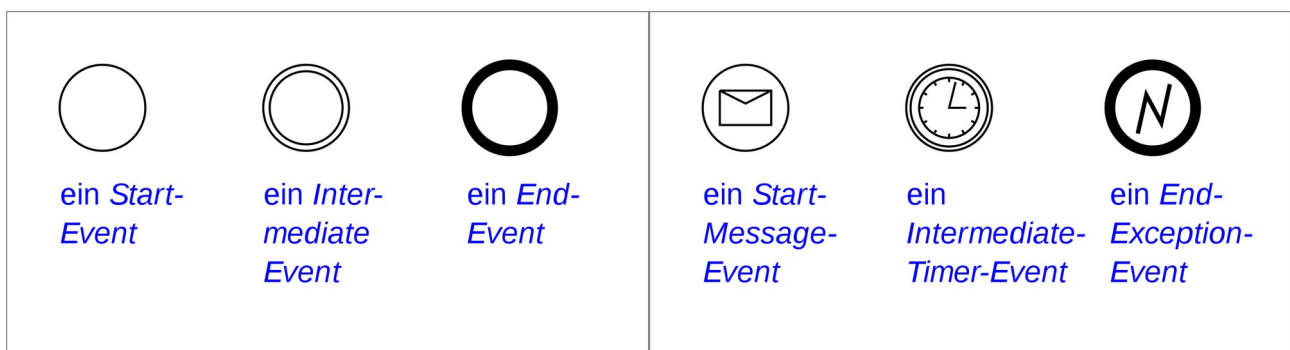 ein Start-
Event
ein Inter-
mediate
Event
ein End-
Event
ein Start-
Message-
Event
ein
Intermediate-
Timer-Event
ein End-
Exception-
Event